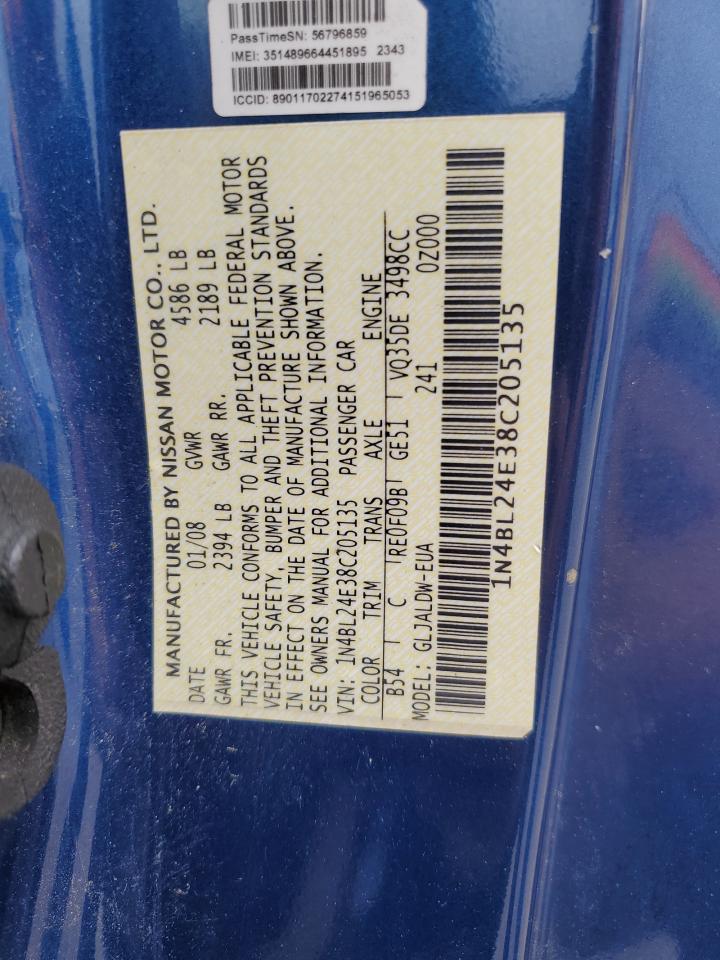 PassTimeSN: 56796859
IMEI: 351489664451895 2343
ICCID: 89011702274151965053
MANUFACTURED BY NISSAN MOTOR CO., LTD.
DATE 01/08 GVWR 4586 LB
GAWR FR. 2394 LB GAWR RR. 2189 LB
THIS VEHICLE CONFORMS TO ALL APPLICABLE FEDERAL MOTOR
VEHICLE SAFETY, BUMPER AND THEFT PREVENTION STANDARDS
IN EFFECT ON THE DATE OF MANUFACTURE SHOWN ABOVE.
SEE OWNERS MANUAL FOR ADDITIONAL INFORMATION.
VIN: 1N4BL24E38C205135 PASSENGER CAR
COLOR TRIM TRANS AXLE ENGINE
B54 C RE0F09B GE51 VQ35DE 3498CC
MODEL: GLJALDW-EUA 241 0Z000
1N4BL24E38C205135